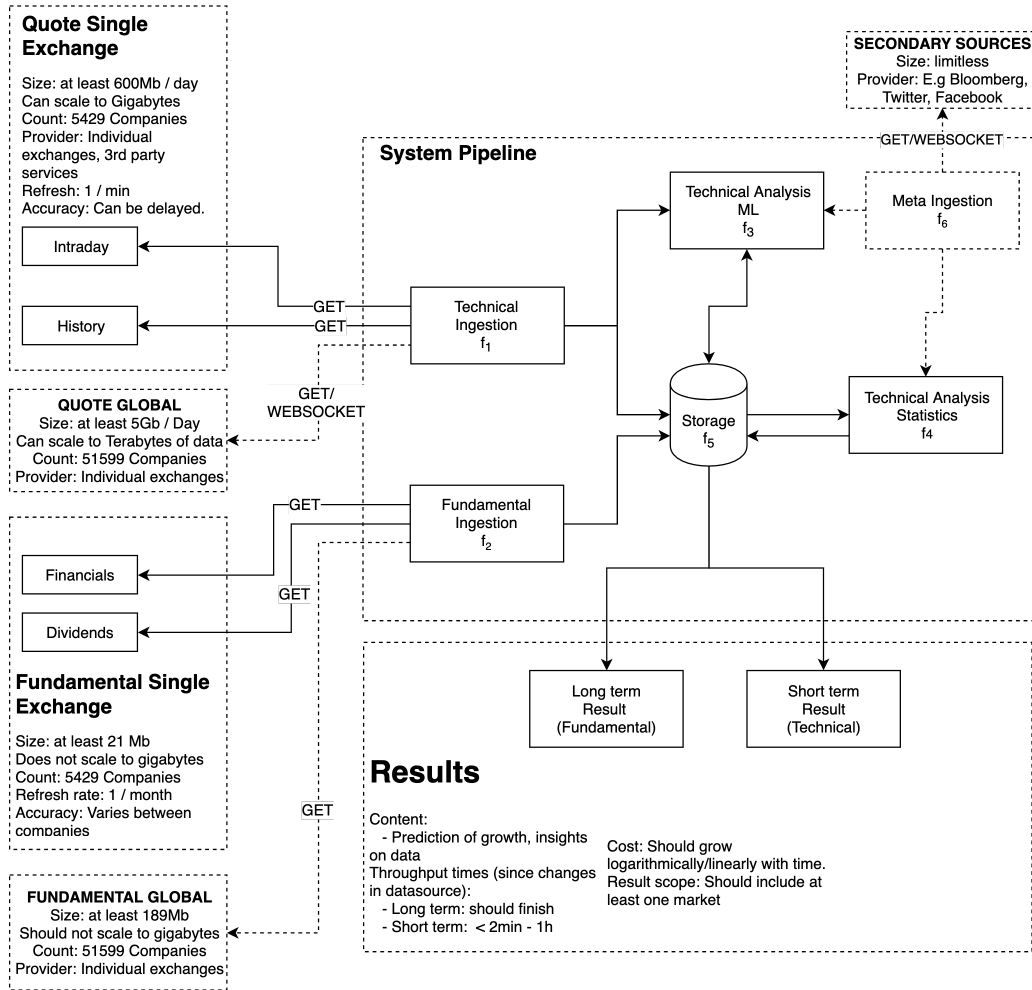 Quote Single
Exchange
Size: at least 600Mb / day
Can scale to Gigabytes
Count: 5429 Companies
Provider: Individual
exchanges, 3rd party
services
Refresh: 1 / min
Accuracy: Can be delayed.
Intraday
History
QUOTE GLOBAL
Size: at least 5Gb / Day
Can scale to Terabytes of data
Count: 51599 Companies
Provider: Individual exchanges
Financials
Dividends
Fundamental Single
Exchange
Size: at least 21 Mb
Does not scale to gigabytes
Count: 5429 Companies
Refresh rate: 1 / month
Accuracy: Varies between
companies
FUNDAMENTAL GLOBAL
Size: at least 189Mb
Should not scale to gigabytes
Count: 51599 Companies
Provider: Individual exchanges
GET
GET
GET/
WEBSOCKET
GET
GET
GET
System Pipeline
Technical
Ingestion
f1
Fundamental
Ingestion
f2
Technical Analysis
ML
f3
Storage
f5
Technical Analysis
Statistics
f4
Meta Ingestion
f6
GET/WEBSOCKET
SECONDARY SOURCES
Size: limitless
Provider: E.g Bloomberg,
Twitter, Facebook
Long term
Result
(Fundamental)
Short term
Result
(Technical)
Results
Content:
- Prediction of growth, insights
on data
Throughput times (since changes
in datasource):
- Long term: should finish
- Short term: < 2min - 1h
Cost: Should grow
logarithmically/linearly with time.
Result scope: Should include at
least one market